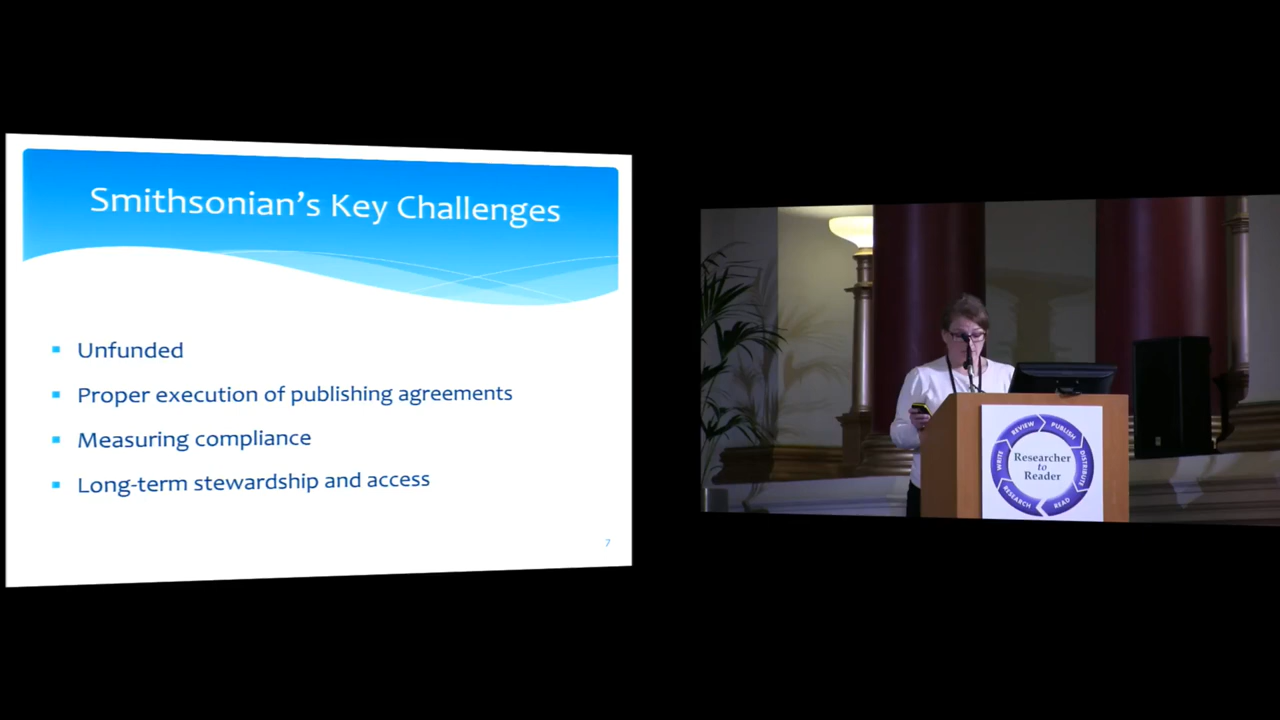 Smithsonian's Key Challenges
Unfunded
Proper execution of publishing agreements
Measuring compliance
Long-term stewardship and access
7
REVIEW
PUBLISH
DISTRIBUTE
READ
RESEARCH
WRITE
Researcher
to
Reader